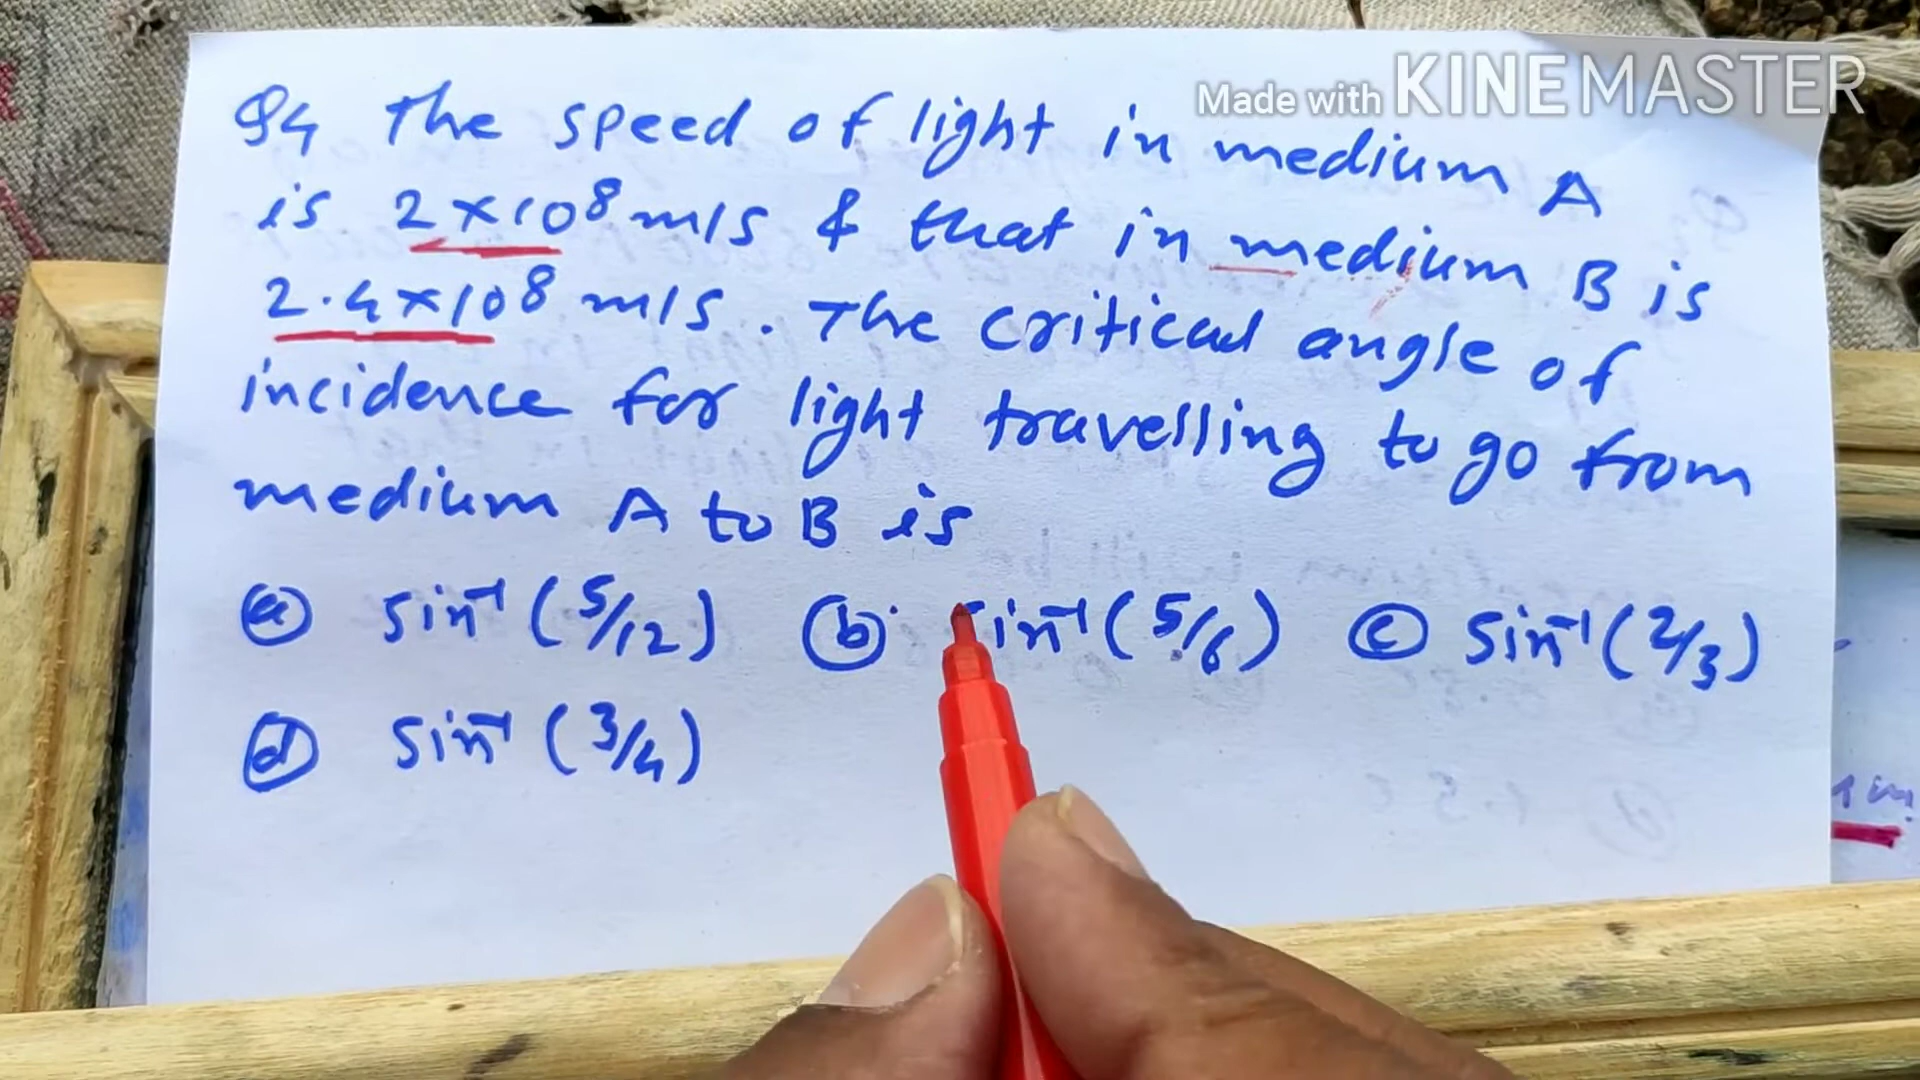 Made with KINEMASTER
Q4 The speed of light in medium A
is 2×10⁸ m/s & that in medium B is
2.4×10⁸ m/s. The critical angle of
incidence for light travelling to go from
medium A to B is
(a) sin⁻¹ (5/12) (b) sin⁻¹ (5/6) (c) sin⁻¹ (2/3)
(d) sin⁻¹ (3/4)